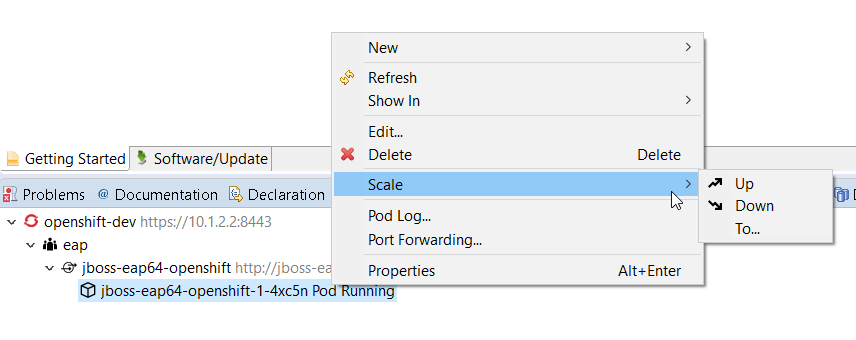 New
Refresh
Show In
Edit...
Delete Delete
Scale
Up
Down
To...
Pod Log...
Port Forwarding...
Properties Alt+Enter
Getting Started Software/Update
Problems @ Documentation Declaration
openshift-dev https://10.1.2.2:8443
eap
jboss-eap64-openshift http://jboss-ea
jboss-eap64-openshift-1-4xc5n Pod Running